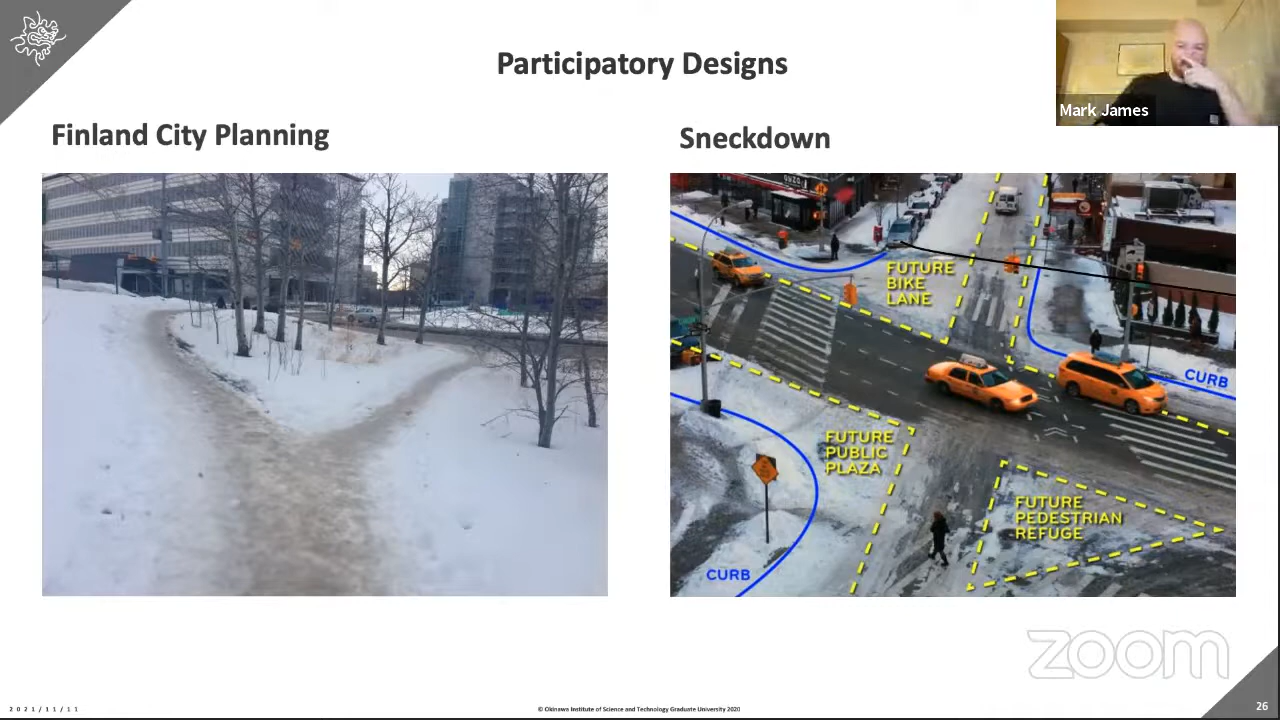 Participatory Designs
Mark James
Finland City Planning
Sneckdown
FUTURE
BIKE
LANE
CURB
FUTURE
PUBLIC
PLAZA
FUTURE
PEDESTRIAN
REFUGE
CURB
zoom
2021/11/11
© Okinawa Institute of Science and Technology Graduate University 2020
26